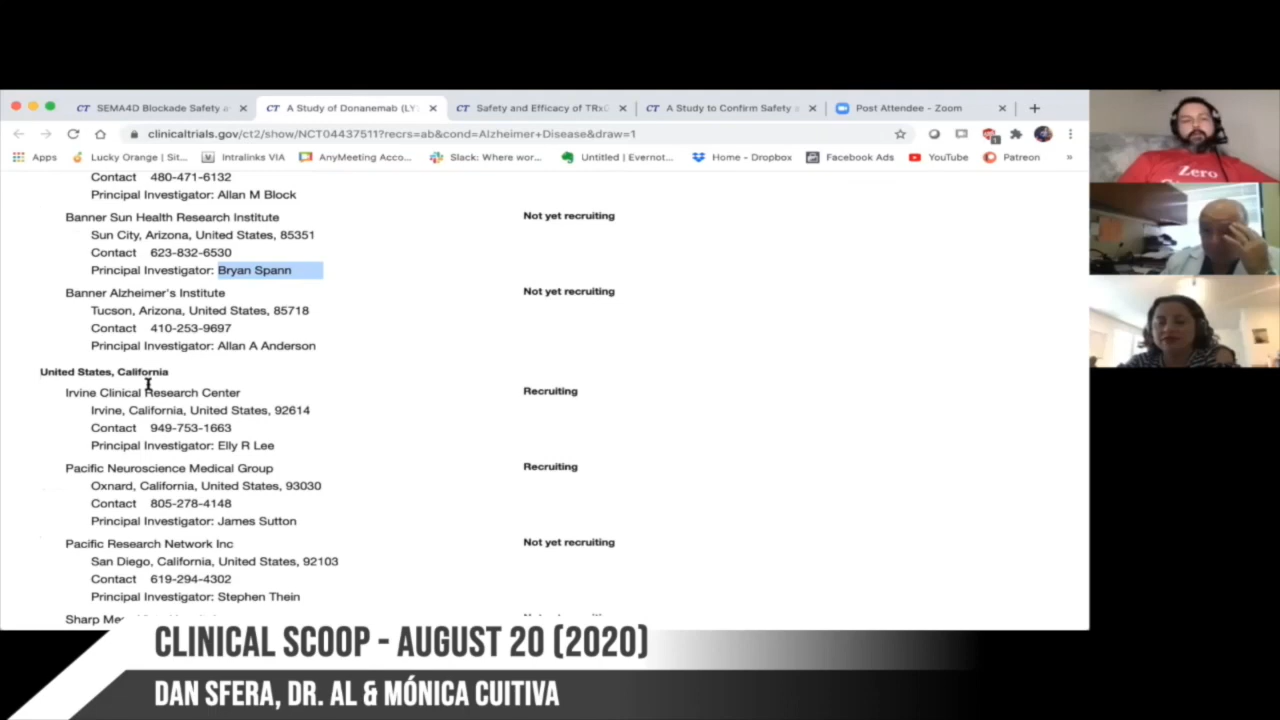 SEMA4D Blockade Safety
A Study of Donanemab (LY
Safety and Efficacy of TRx
A Study to Confirm Safety
Post Attendee - Zoom
clinicaltrials.gov/ct2/show/NCT04437511?recrs=ab&cond=Alzheimer+Disease&draw=1
Apps Lucky Orange | Sit... Intralinks VIA AnyMeeting Acco... Slack: Where wor... Untitled | Evernot... Home - Dropbox Facebook Ads YouTube Patreon »
Contact 480-471-6132
Principal Investigator: Allan M Block
Banner Sun Health Research Institute Not yet recruiting
Sun City, Arizona, United States, 85351
Contact 623-832-6530
Principal Investigator: Bryan Spann
Banner Alzheimer's Institute Not yet recruiting
Tucson, Arizona, United States, 85718
Contact 410-253-9697
Principal Investigator: Allan A Anderson
United States, California
Irvine Clinical Research Center Recruiting
Irvine, California, United States, 92614
Contact 949-753-1663
Principal Investigator: Elly R Lee
Pacific Neuroscience Medical Group Recruiting
Oxnard, California, United States, 93030
Contact 805-278-4148
Principal Investigator: James Sutton
Pacific Research Network Inc Not yet recruiting
San Diego, California, United States, 92103
Contact 619-294-4302
Principal Investigator: Stephen Thein
Sharp
Zero
CLINICAL SCOOP - AUGUST 20 (2020)
DAN SFERA, DR. AL & MÓNICA CUITIVA